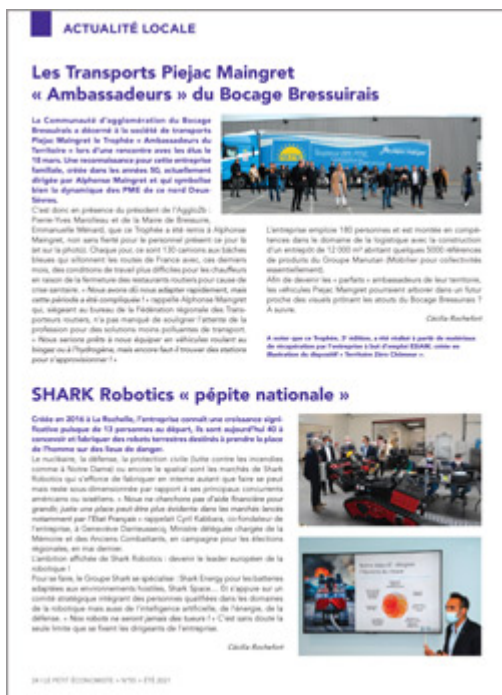 ACTUALITÉ LOCALE
Les Transports Piejac Maingret
« Ambassadeurs » du Bocage Bressuirais
La Communauté d'agglomération du Bocage
Bressuirais a décerné à la société de transports
Piejac Maingret le Trophée « Ambassadeurs du
Territoire » lors d'une rencontre avec les élus le
18 mars. Une reconnaissance pour cette entreprise
familiale, créée dans les années 50, actuellement
dirigée par Alphonse Maingret et qui symbolise
bien la dynamique des PME de ce nord Deux-
Sèvres.
C'est donc en présence du président de l'Agglo2b :
Pierre-Yves Marolleau et de la Maire de Bressuire,
Emmanuelle Ménard, que ce Trophée a été remis à Alphonse
Maingret, non sans fierté pour le personnel présent ce jour là
(et sur la photo). Chaque jour, ce sont 130 camions aux bâches
bleues qui sillonnent les routes de France avec, ces derniers
mois, des conditions de travail plus difficiles pour les chauffeurs
en raison de la fermeture des restaurants routiers pour cause de
crise sanitaire. « Nous avons dû nous adapter rapidement, mais
cette période a été compliquée ! » rappelle Alphonse Maingret
qui, siégeant au bureau de la Fédération régionale des Trans-
porteurs routiers, n'a pas manqué de souligner l'attente de la
profession pour des solutions moins polluantes de transport.
« Nous serions prêts à nous équiper en véhicules roulant au
biogaz ou à l'hydrogène, mais encore faut-il trouver des stations
pour s'approvisionner ! »
L'entreprise emploie 180 personnes et est montée en compé-
tences dans le domaine de la logistique avec la construction
d'un entrepôt de 12 000 m² abritant quelques 5000 références
de produits du Groupe Manutan (Mobilier pour collectivités
essentiellement).
Afin de devenir les « parfaits » ambassadeurs de leur territoire,
les véhicules Piejac Maingret pourraient arborer dans un futur
proche des visuels prônant les atouts du Bocage Bressuirais ?
A suivre.
Cécilia Rochefort
A noter que ce Trophée, 3e édition, a été réalisé à partir de matériaux
de récupération par l'entreprise à but d'emploi ESIAM, créée en
illustration du dispositif « Territoire Zéro Chômeur ».
SHARK Robotics « pépite nationale »
Créée en 2016 à La Rochelle, l'entreprise connaît une croissance signi-
ficative puisque de 13 personnes au départ, ils sont aujourd'hui 40 à
concevoir et fabriquer des robots terrestres destinés à prendre la place
de l'homme sur des lieux de danger.
Le nucléaire, la défense, la protection civile (lutte contre les incendies
comme à Notre Dame) ou encore le spatial sont les marchés de Shark
Robotics qui s'efforce de fabriquer en interne autant que faire se peut
mais reste sous-dimensionnée par rapport à ses principaux concurrents
américains ou israéliens. « Nous ne cherchons pas d'aide financière pour
grandir, juste une place peut être plus évidente dans les marchés lancés
notamment par l'État Français » rappelait Cyril Kabbara, co-fondateur de
l'entreprise, à Geneviève Darrieussecq, Ministre déléguée chargée de la
Mémoire et des Anciens Combattants, en campagne pour les élections
régionales, en mai dernier.
L'ambition affichée de Shark Robotics : devenir le leader européen de la
robotique !
Pour se faire, le Groupe Shark se spécialise : Shark Energy pour les batteries
adaptées aux environnements hostiles, Shark Space... Et s'appuie sur un
comité stratégique intégrant des personnes qualifiées dans les domaines
de la robotique mais aussi de l'intelligence artificielle, de l'énergie, de la
défense. « Nos robots ne seront jamais des tueurs ! » C'est sans doute la
seule limite que se fixent les dirigeants de l'entreprise.
Cécilia Rochefort
24 I LE PETIT ÉCONOMISTE • N°93 • ÉTÉ 2021